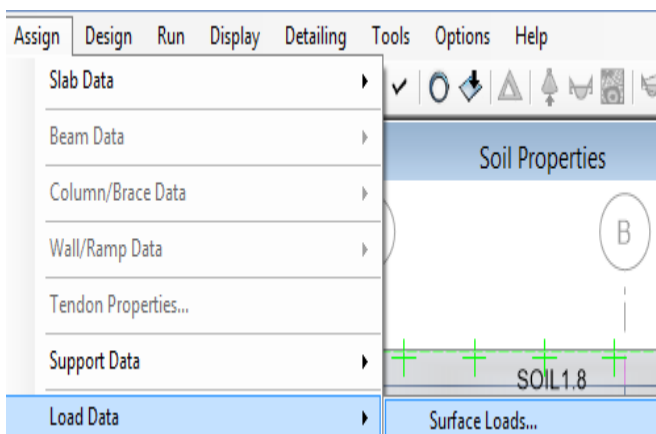 Assign Design Run Display Detailing Tools Options Help
Slab Data
Beam Data
Soil Properties
Column/Brace Data
B
Wall/Ramp Data
Tendon Properties...
Support Data
SOIL1.8
Load Data
Surface Loads...